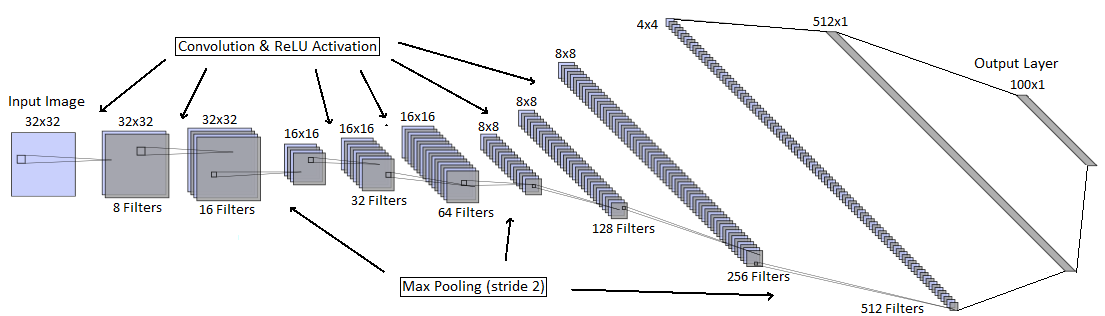 4x4
512x1
Convolution & ReLU Activation
8x8
Output Layer
100x1
Input Image
32x32
32x32
32x32
16x16
16x16
16x16
8x8
8x8
8 Filters
16 Filters
32 Filters
64 Filters
128 Filters
256 Filters
512 Filters
Max Pooling (stride 2)